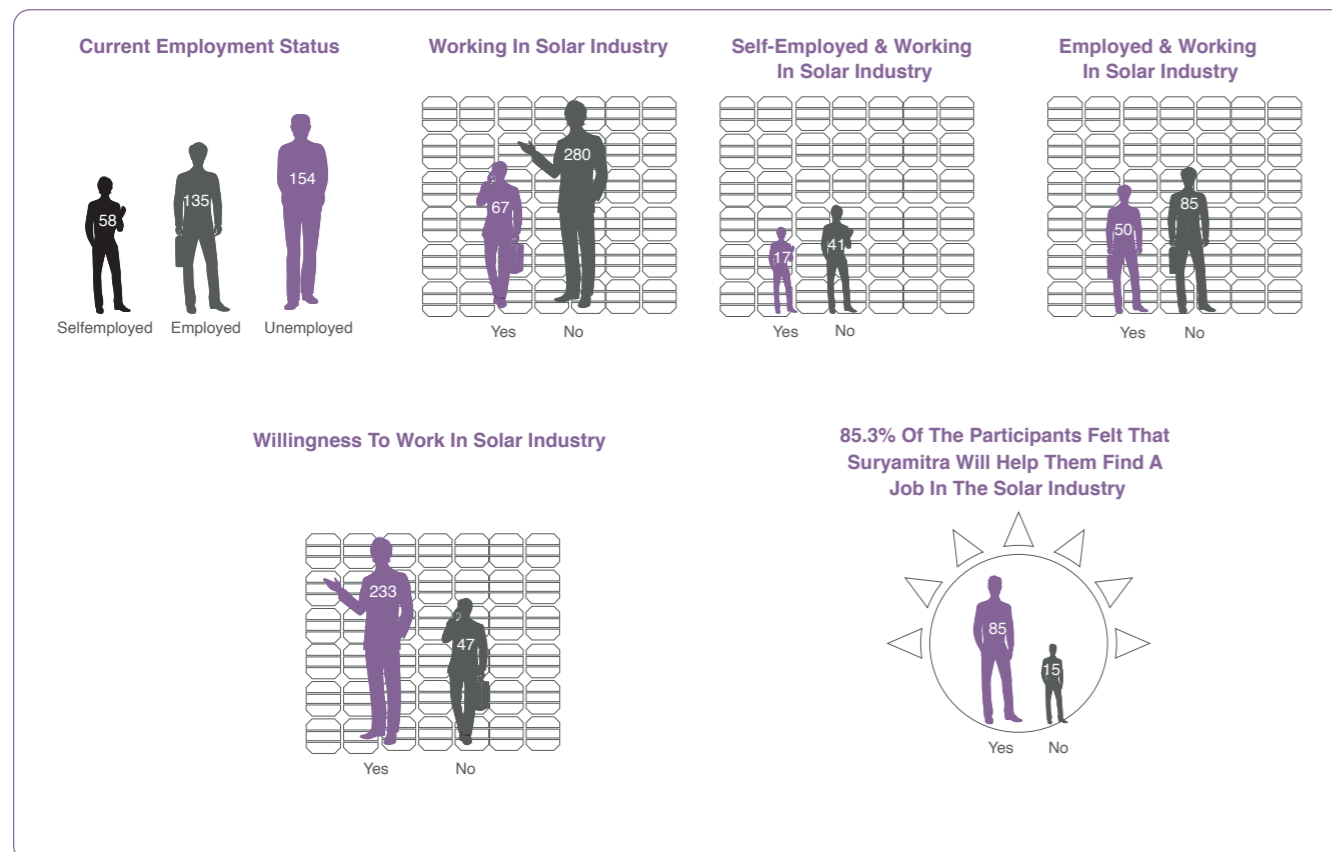 Current Employment Status
58
135
154
Selfemployed
Employed
Unemployed
Working In Solar Industry
67
280
Yes
No
Self-Employed & Working
In Solar Industry
17
41
Yes
No
Employed & Working
In Solar Industry
50
85
Yes
No
Willingness To Work In Solar Industry
233
47
Yes
No
85.3% Of The Participants Felt That
Suryamitra Will Help Them Find A
Job In The Solar Industry
85
15
Yes
No